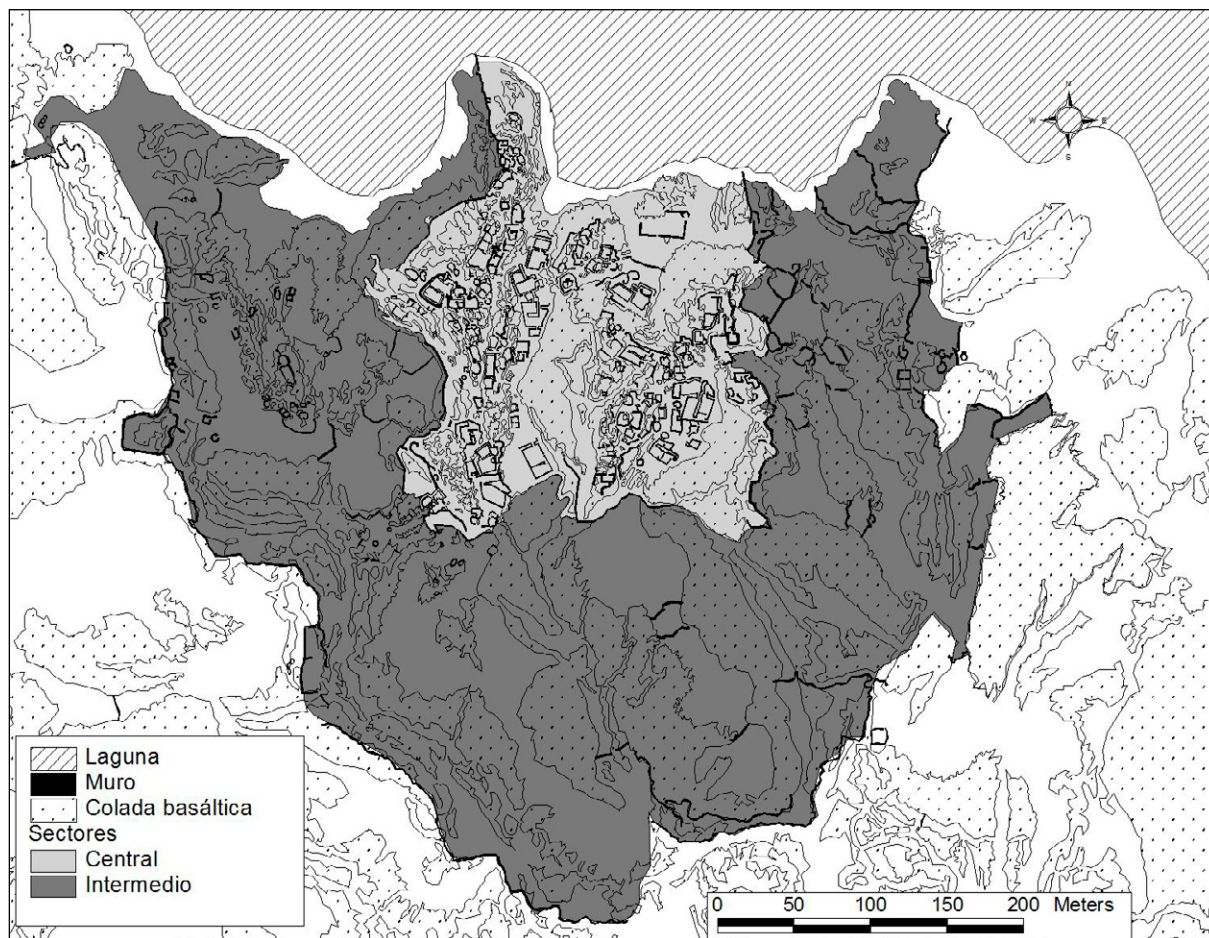 N
W E
S
Laguna
Muro
Colada basáltica
Sectores
Central
Intermedio
0 50 100 150 200 Meters